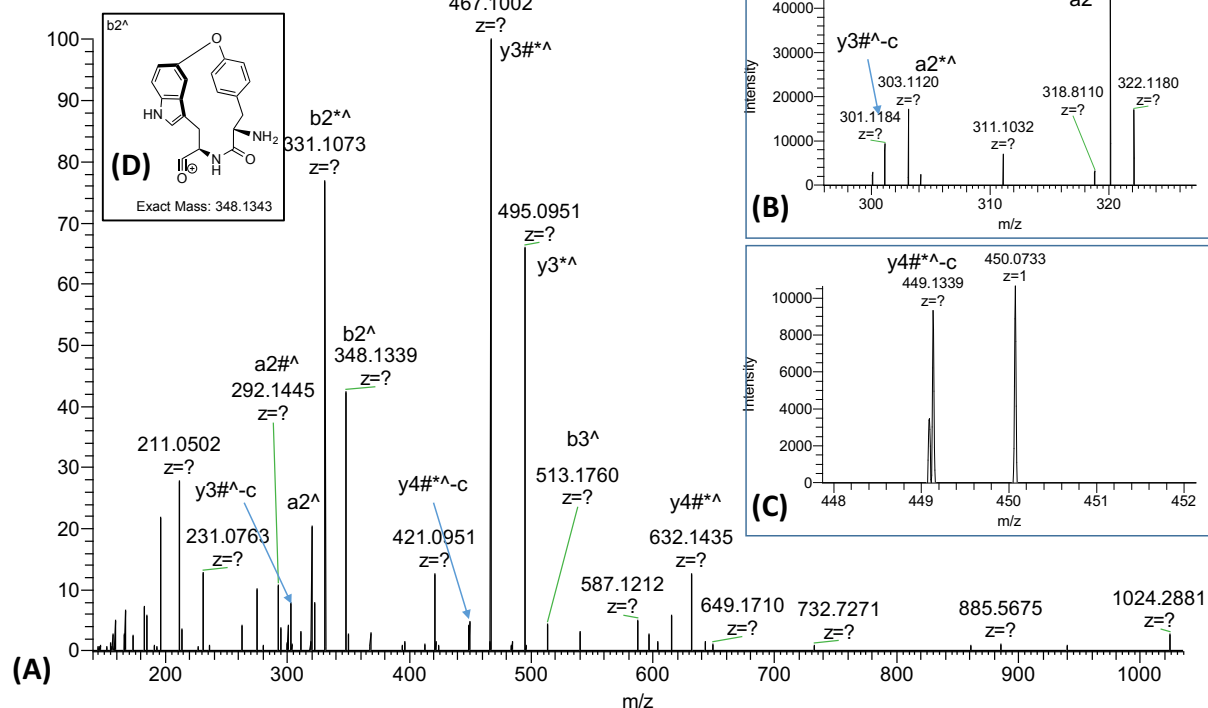 b2^
O
HN
NH2
N
H
O
O
+
(D)
Exact Mass: 348.1343
467.1002
z=?
y3#*^
b2*^
331.1073
z=?
495.0951
z=?
y3*^
b2^
348.1339
z=?
a2#^
292.1445
z=?
b3^
513.1760
z=?
211.0502
z=?
y3#^-c
a2^
y4#*^-c
y4#*^
632.1435
z=?
231.0763
z=?
421.0951
z=?
587.1212
z=?
649.1710
z=?
732.7271
z=?
885.5675
z=?
1024.2881
z=?
100
90
80
70
60
50
40
30
20
10
0
200 300 400 500 600 700 800 900 1000
m/z
(A)
a2
y3#^-c
a2*^
303.1120
z=?
301.1184
z=?
311.1032
z=?
318.8110
z=?
322.1180
z=?
40000
30000
20000
10000
0
Intensity
300 310 320
m/z
(B)
y4#*^-c
449.1339
z=?
450.0733
z=1
10000
8000
6000
4000
2000
0
Intensity
448 449 450 451 452
m/z
(C)